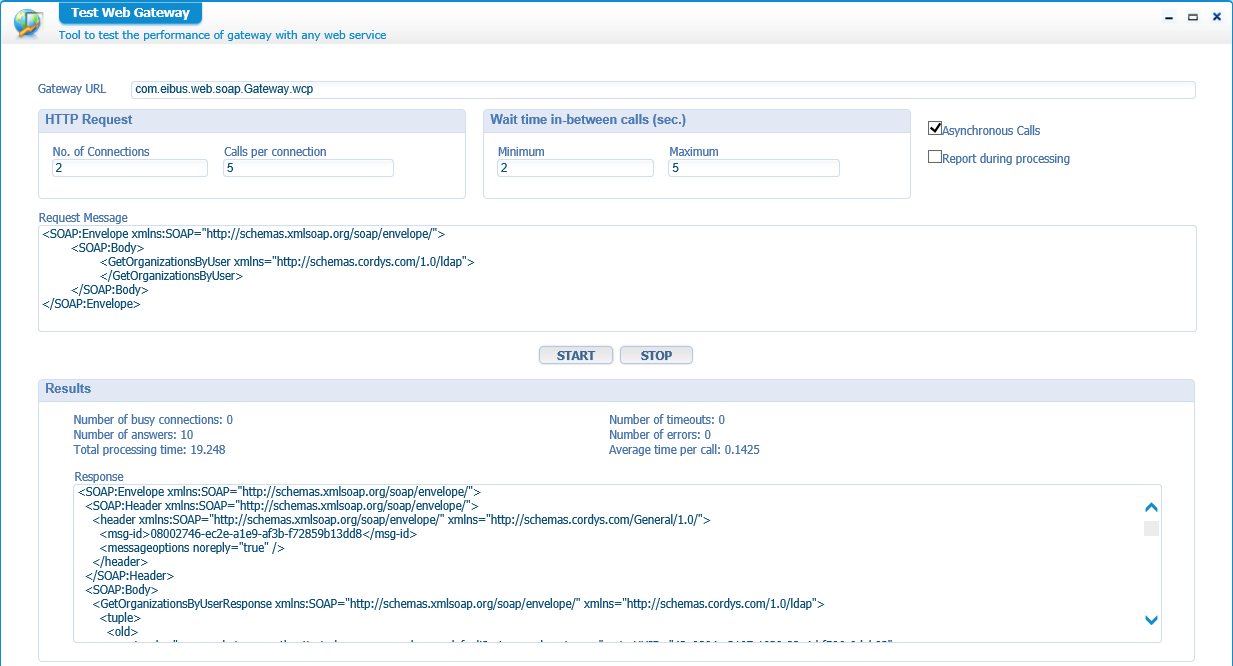 Test Web Gateway
Tool to test the performance of gateway with any web service
Gateway URL com.eibus.web.soap.Gateway.wcp
HTTP Request
No. of Connections Calls per connection
2 5
Wait time in-between calls (sec.)
Minimum Maximum
2 5
Asynchronous Calls
Report during processing
Request Message
<SOAP:Envelope xmlns:SOAP="http://schemas.xmlsoap.org/soap/envelope/">
<SOAP:Body>
<GetOrganizationsByUser xmlns="http://schemas.cordys.com/1.0/ldap">
</GetOrganizationsByUser>
</SOAP:Body>
</SOAP:Envelope>
START STOP
Results
Number of busy connections: 0 Number of timeouts: 0
Number of answers: 10 Number of errors: 0
Total processing time: 19.248 Average time per call: 0.1425
Response
<SOAP:Envelope xmlns:SOAP="http://schemas.xmlsoap.org/soap/envelope/">
<SOAP:Header xmlns:SOAP="http://schemas.xmlsoap.org/soap/envelope/">
<header xmlns:SOAP="http://schemas.xmlsoap.org/soap/envelope/" xmlns="http://schemas.cordys.com/General/1.0/">
<msg-id>08002746-ec2e-a1e9-af3b-f72859b13dd8</msg-id>
<messageoptions noreply="true" />
</header>
</SOAP:Header>
<SOAP:Body>
<GetOrganizationsByUserResponse xmlns:SOAP="http://schemas.xmlsoap.org/soap/envelope/" xmlns="http://schemas.cordys.com/1.0/ldap">
<tuple>
<old>